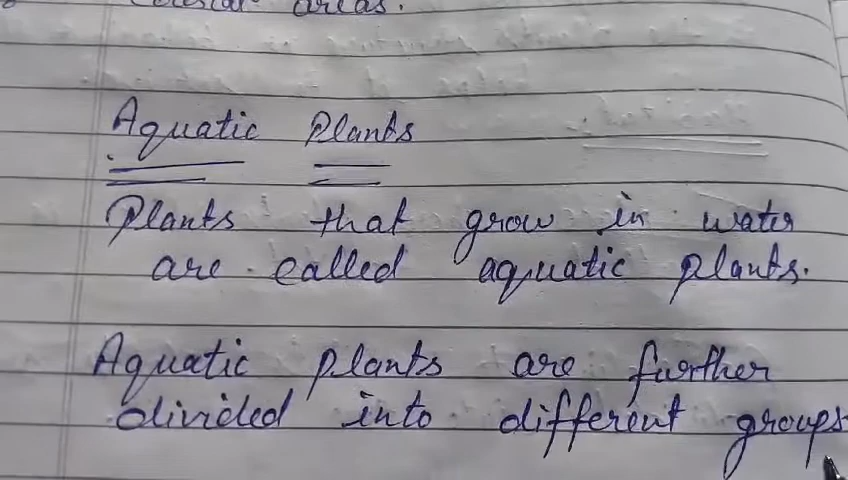 areas.
Aquatic Plants
Plants that grow in water
are called aquatic plants.
Aquatic plants are further
divided into different groups